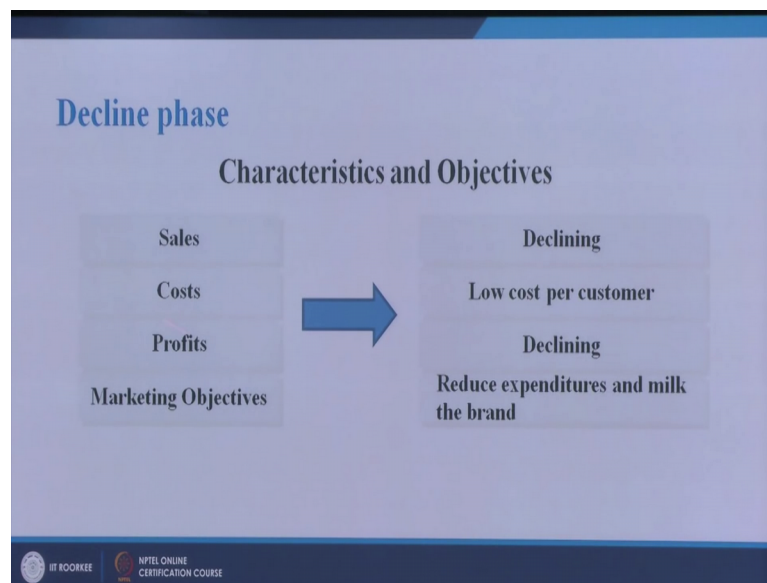 Decline phase
Characteristics and Objectives
Sales
Declining
Costs
Low cost per customer
Profits
Declining
Marketing Objectives
Reduce expenditures and milk
the brand
IIT ROORKEE
NPTEL ONLINE
CERTIFICATION COURSE